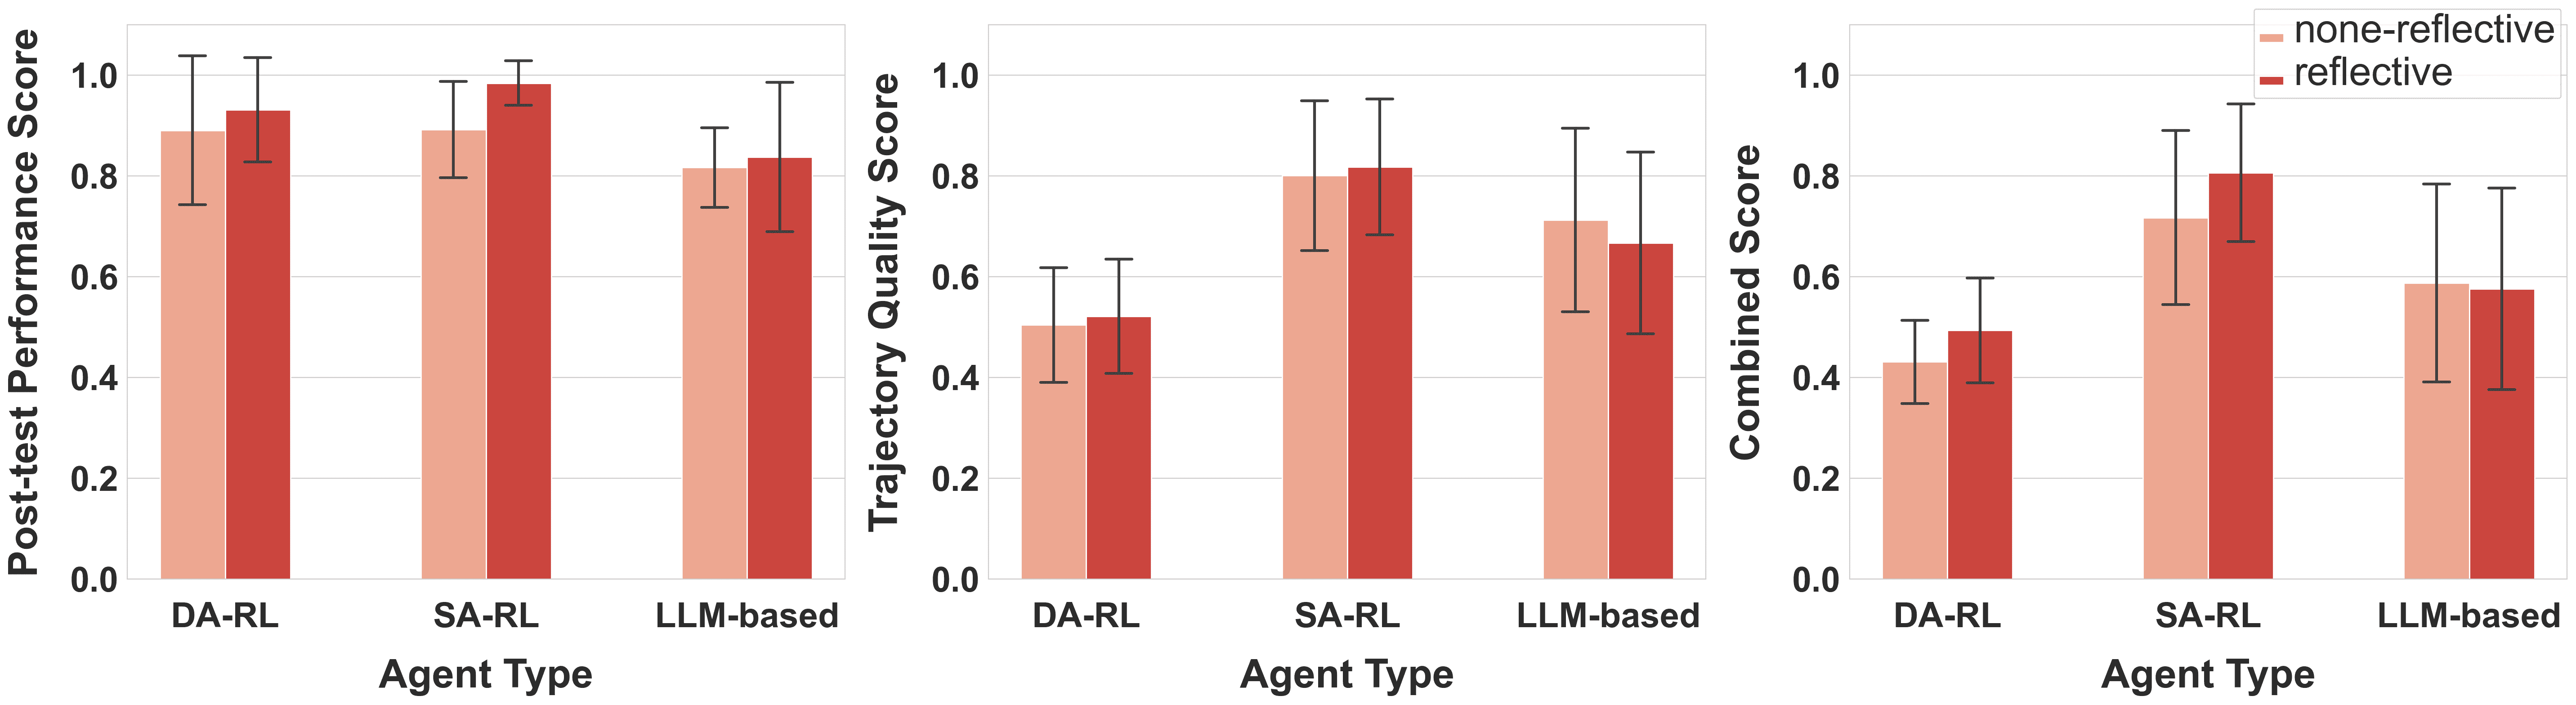 Post-test Performance Score
1.0
0.8
0.6
0.4
0.2
0.0
DA-RL SA-RL LLM-based
Agent Type
Trajectory Quality Score
1.0
0.8
0.6
0.4
0.2
0.0
DA-RL SA-RL LLM-based
Agent Type
Combined Score
1.0
0.8
0.6
0.4
0.2
0.0
DA-RL SA-RL LLM-based
Agent Type
none-reflective
reflective